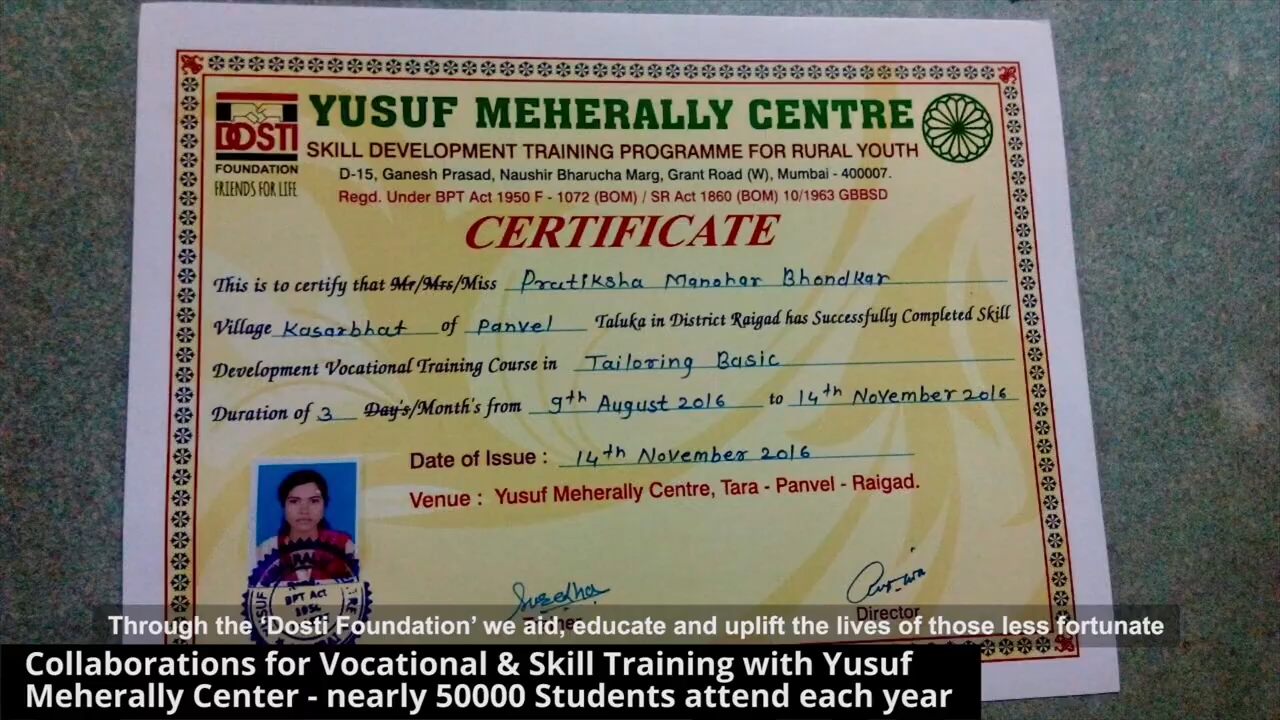 DOSTI
FOUNDATION
FRIENDS FOR LIFE
YUSUF MEHERALLY CENTRE
SKILL DEVELOPMENT TRAINING PROGRAMME FOR RURAL YOUTH
D-15, Ganesh Prasad, Naushir Bharucha Marg, Grant Road (W), Mumbai - 400007.
Regd. Under BPT Act 1950 F - 1072 (BOM) / SR Act 1860 (BOM) 10/1963 GBBSD
CERTIFICATE
This is to certify that Mr/Mrs/Miss Pratiksha Manohar Bhondkar
Village Kasarbhat of Panvel Taluka in District Raigad has Successfully Completed Skill
Development Vocational Training Course in Tailoring Basic
Duration of 3 Day's/Month's from 9th August 2016 to 14th November 2016
Date of Issue : 14th November 2016
Venue : Yusuf Meherally Centre, Tara - Panvel - Raigad.
BPT Act
YUSUF
Director
Through the 'Dosti Foundation' we aid, educate and uplift the lives of those less fortunate
Collaborations for Vocational & Skill Training with Yusuf
Meherally Center - nearly 50000 Students attend each year